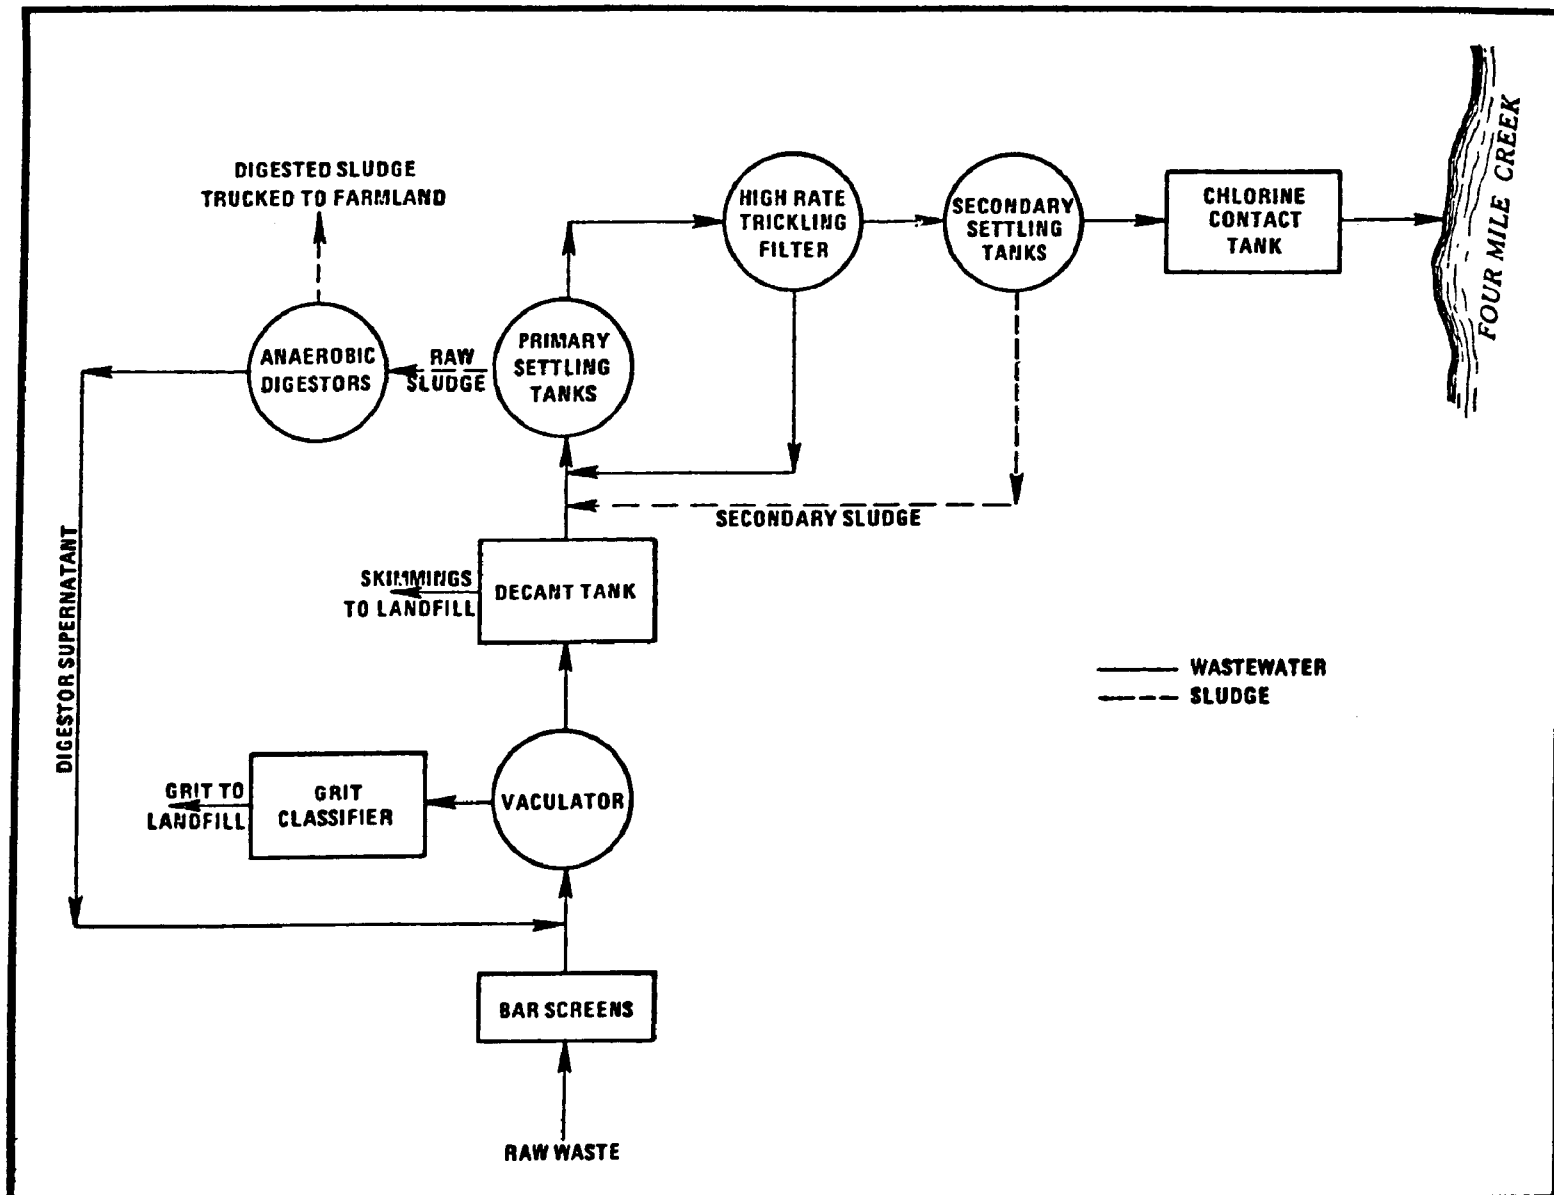 DIGESTED SLUDGE
TRUCKED TO FARMLAND
HIGH RATE
TRICKLING
FILTER
SECONDARY
SETTLING
TANKS
CHLORINE
CONTACT
TANK
FOUR MILE CREEK
ANAEROBIC
DIGESTORS
RAW
SLUDGE
PRIMARY
SETTLING
TANKS
SECONDARY SLUDGE
DIGESTOR SUPERNATANT
SKIMMINGS
TO LANDFILL
DECANT TANK
WASTEWATER
SLUDGE
GRIT TO
LANDFILL
GRIT
CLASSIFIER
VACULATOR
BAR SCREENS
RAW WASTE